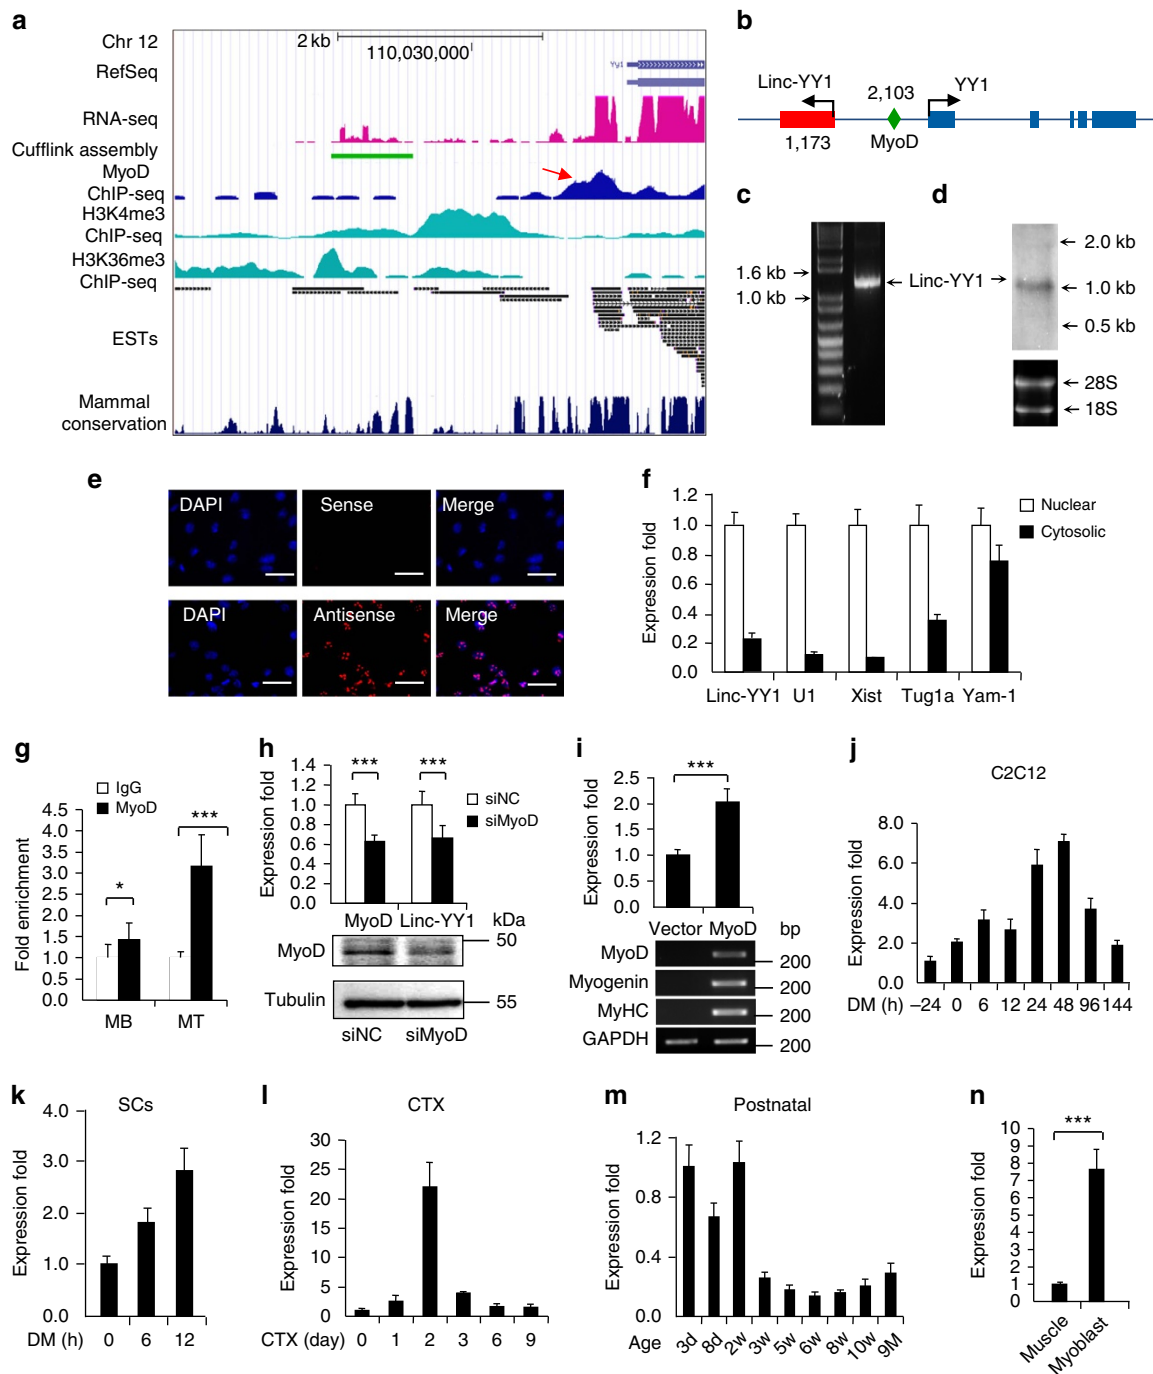 a
Chr 12
2 kb
110,030,000
RefSeq
Yy1
RNA-seq
Cufflink assembly
MyoD
ChIP-seq
H3K4me3
ChIP-seq
H3K36me3
ChIP-seq
ESTs
Mammal
conservation
b
Linc-YY1
2,103
YY1
1,173
MyoD
c
1.6 kb
1.0 kb
Linc-YY1
d
2.0 kb
1.0 kb
0.5 kb
28S
18S
e
DAPI
Sense
Merge
DAPI
Antisense
Merge
f
Expression fold
1.2
1.0
0.8
0.6
0.4
0.2
0.0
Nuclear
Cytosolic
Linc-YY1 U1 Xist Tug1a Yam-1
g
IgG
MyoD
Fold enrichment
4.5
4.0
3.5
3.0
2.5
2.0
1.5
1.0
0.5
0.0
*
***
MB MT
h
Expression fold
1.4
1.2
1.0
0.8
0.6
0.4
0.2
0.0
*** ***
siNC
siMyoD
MyoD Linc-YY1 kDa
MyoD
50
Tubulin
55
siNC siMyoD
i
Expression fold
2.5
2.0
1.5
1.0
0.5
0.0
***
Vector MyoD bp
MyoD
200
Myogenin
200
MyHC
200
GAPDH
200
j
C2C12
Expression fold
8.0
6.0
4.0
2.0
0.0
DM (h) –24 0 6 12 24 48 96 144
k
SCs
Expression fold
4.0
3.0
2.0
1.0
0.0
DM (h) 0 6 12
l
CTX
Expression fold
30
25
20
15
10
5
0
CTX (day) 0 1 2 3 6 9
m
Postnatal
Expression fold
1.2
0.8
0.4
0.0
Age 3d 8d 2w 3w 5w 6w 8w 10w 9M
n
Expression fold
10
9
8
7
6
5
4
3
2
1
0
***
Muscle
Myoblast